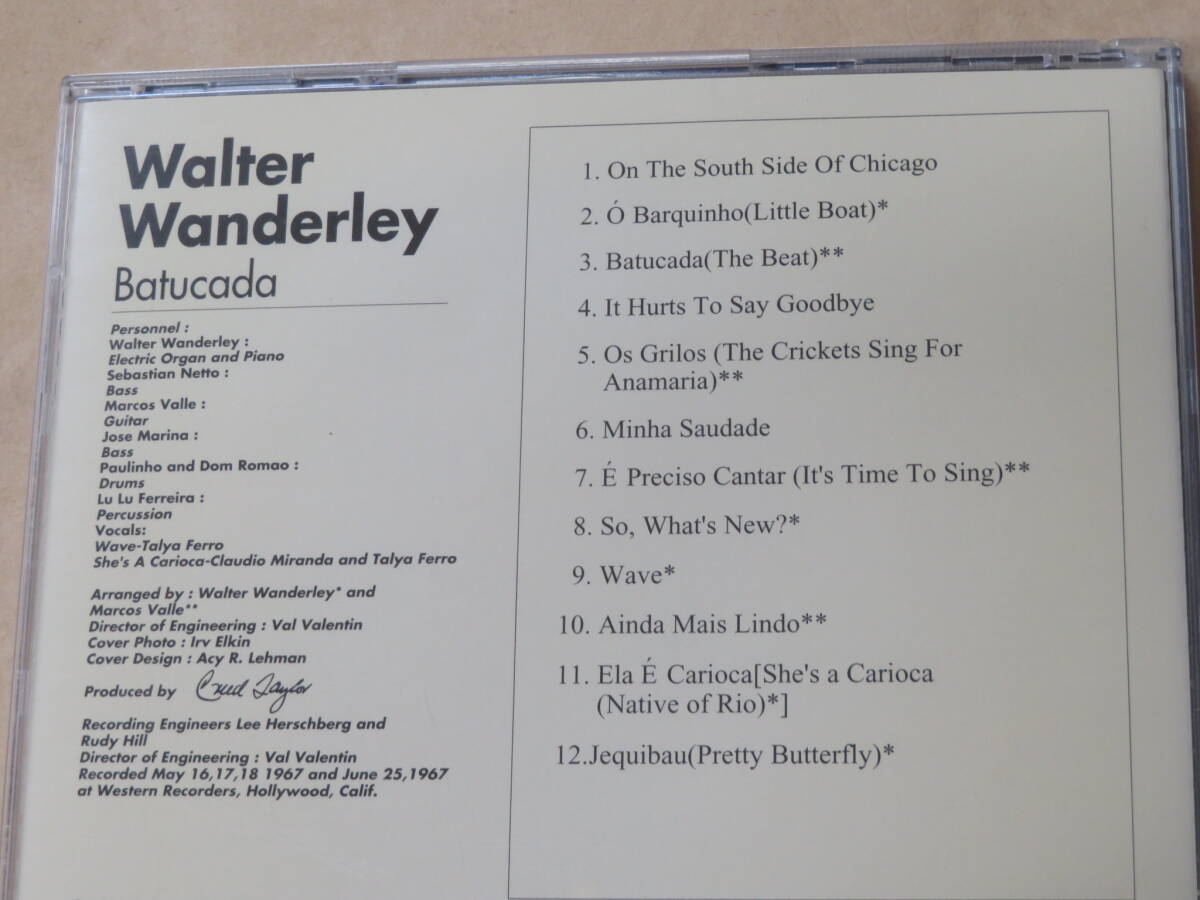 Walter
Wanderley
Batucada
Personnel :
Walter Wanderley :
Electric Organ and Piano
Sebastian Netto :
Bass
Marcos Valle :
Guitar
Jose Marina :
Bass
Paulinho and Dom Romao :
Drums
Lu Lu Ferreira :
Percussion
Vocals:
Wave-Talya Ferro
She's A Carioca-Claudio Miranda and Talya Ferro
Arranged by : Walter Wanderley* and
Marcos Valle**
Director of Engineering : Val Valentin
Cover Photo : Irv Elkin
Cover Design : Acy R. Lehman
Produced by Creed Taylor
Recording Engineers Lee Herschberg and
Rudy Hill
Director of Engineering : Val Valentin
Recorded May 16,17,18 1967 and June 25,1967
at Western Recorders, Hollywood, Calif.
1. On The South Side Of Chicago
2. Ó Barquinho(Little Boat)*
3. Batucada(The Beat)**
4. It Hurts To Say Goodbye
5. Os Grilos (The Crickets Sing For
Anamaria)**
6. Minha Saudade
7. É Preciso Cantar (It's Time To Sing)**
8. So, What's New?*
9. Wave*
10. Ainda Mais Lindo**
11. Ela É Carioca[She's a Carioca
(Native of Rio)*]
12.Jequibau(Pretty Butterfly)*